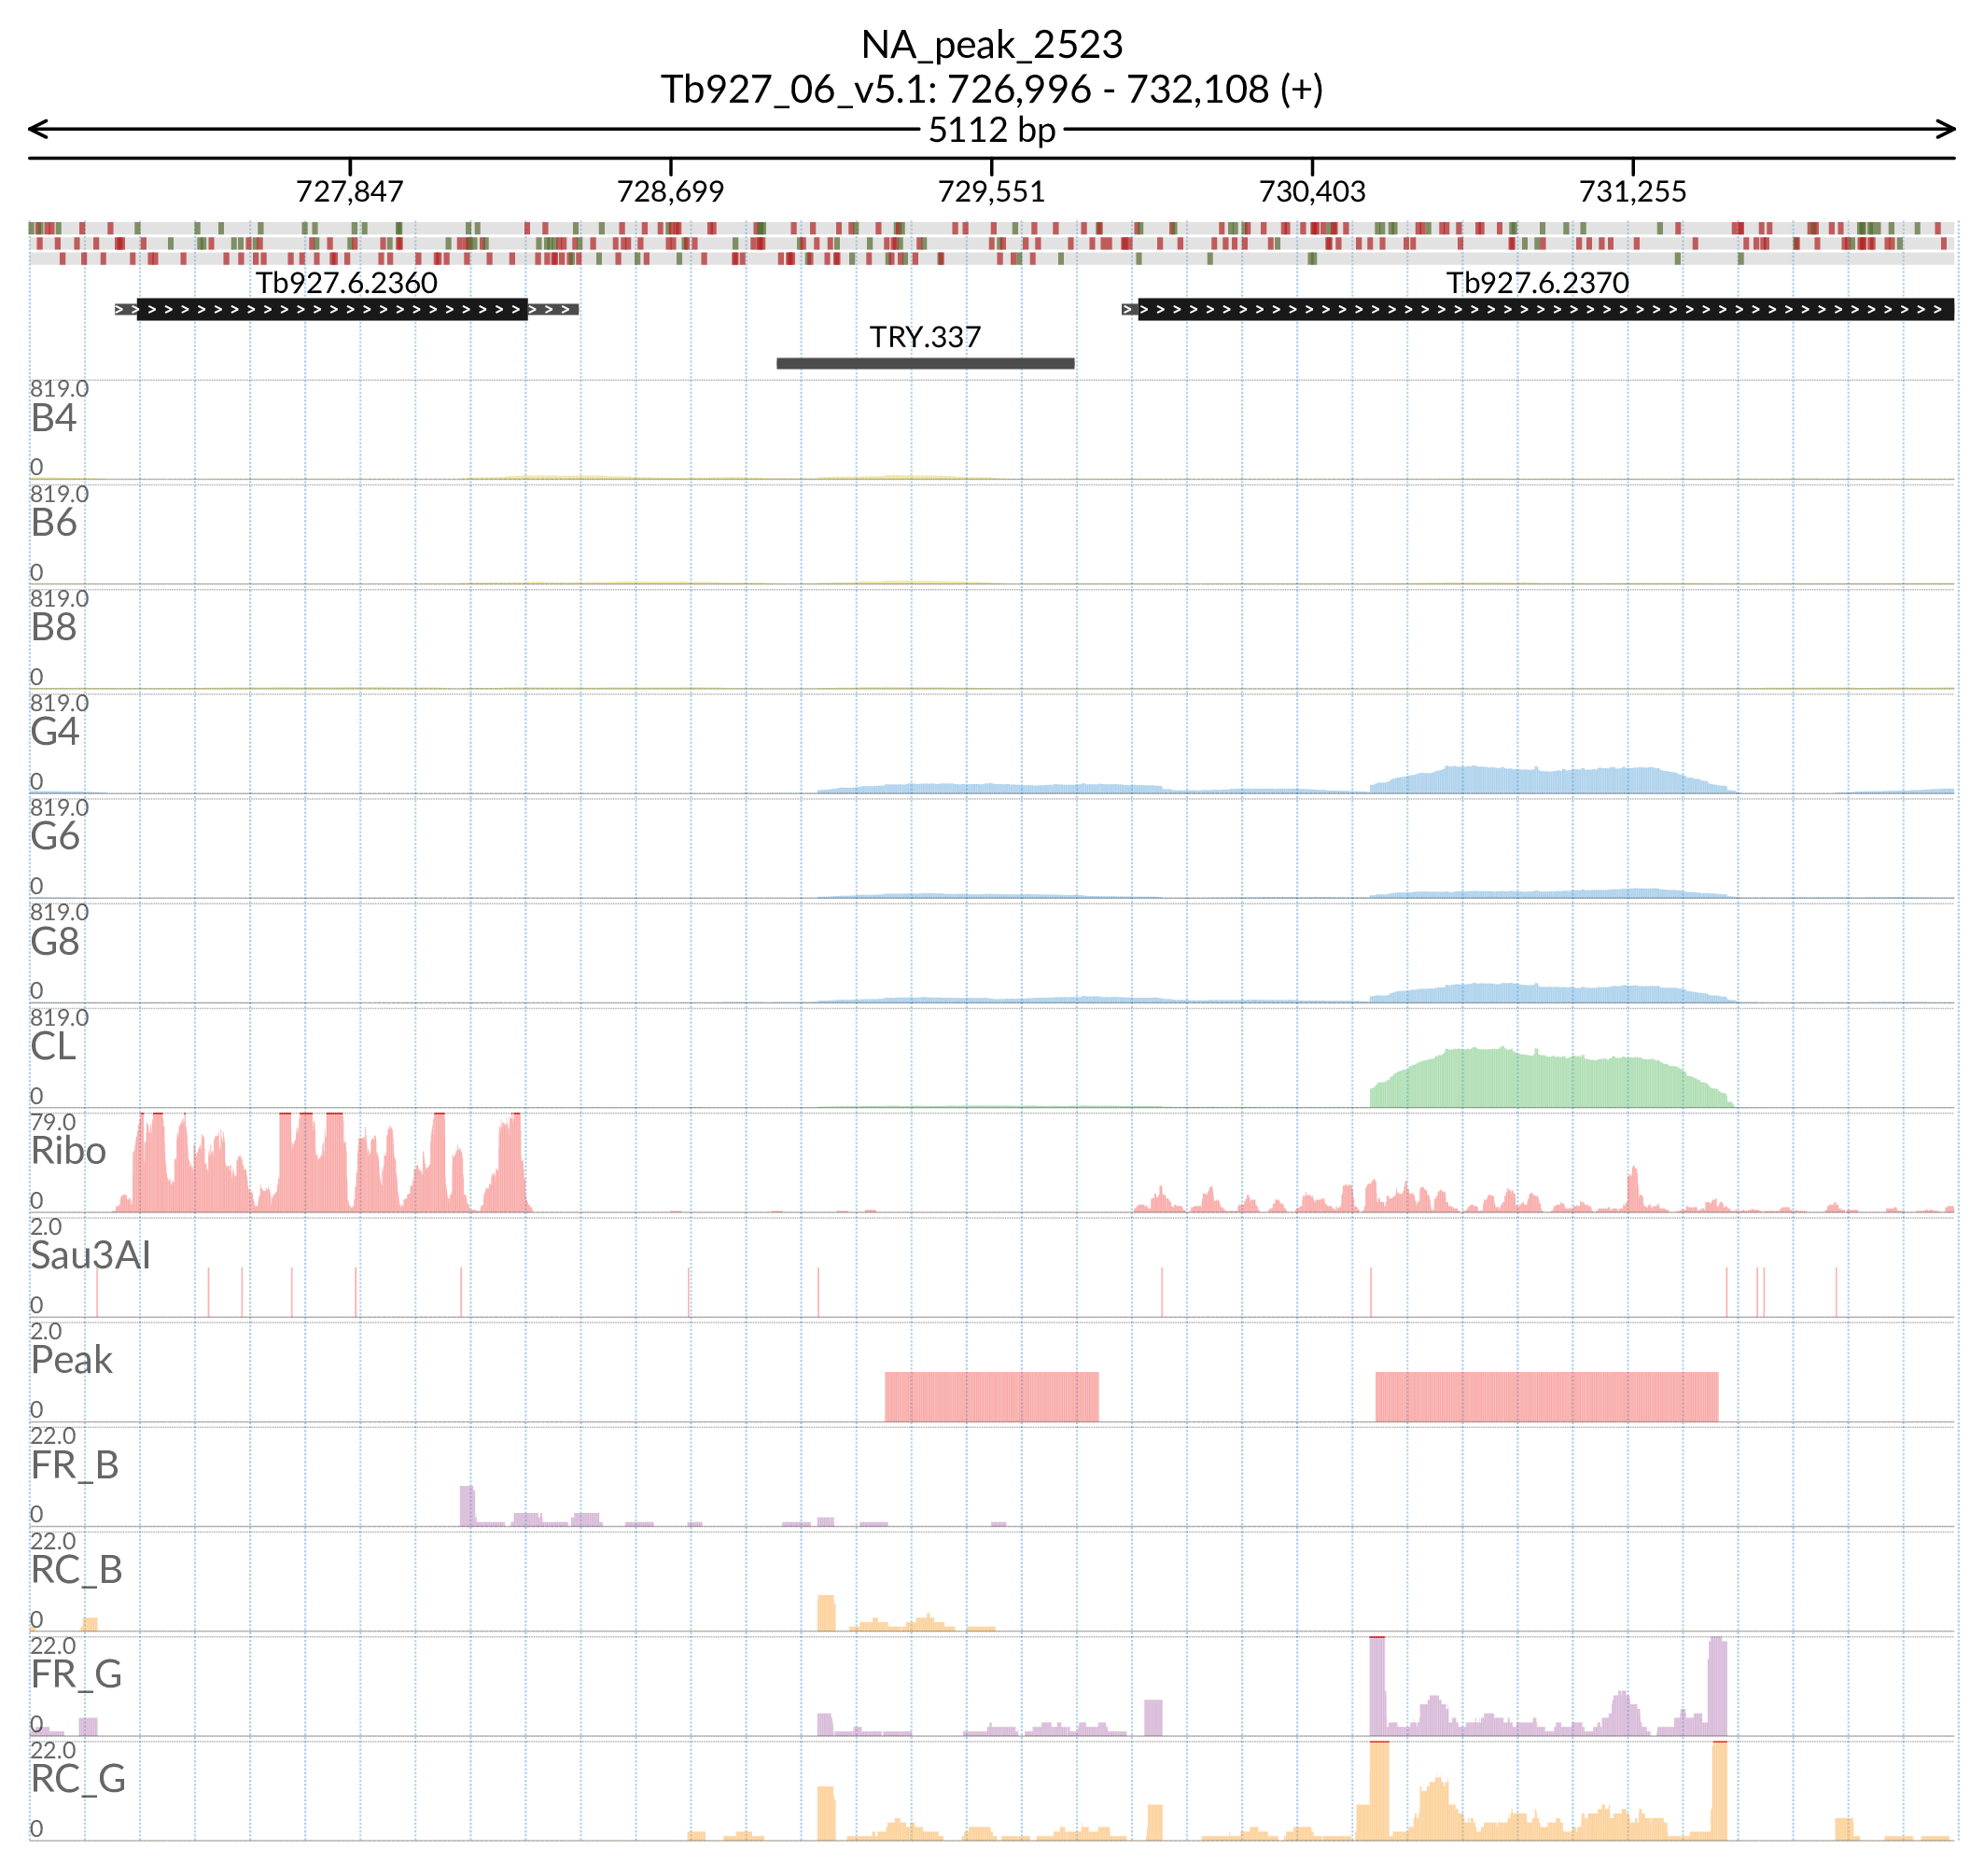 NA_peak_2523
Tb927_06_v5.1: 726,996 - 732,108 (+)
5112 bp
727,847 728,699 729,551 730,403 731,255
Tb927.6.2360 Tb927.6.2370
TRY.337
819.0
B4
0
819.0
B6
0
819.0
B8
0
819.0
G4
0
819.0
G6
0
819.0
G8
0
819.0
CL
0
79.0
Ribo
0
2.0
Sau3AI
0
2.0
Peak
0
22.0
FR_B
0
22.0
RC_B
0
22.0
FR_G
0
22.0
RC_G
0